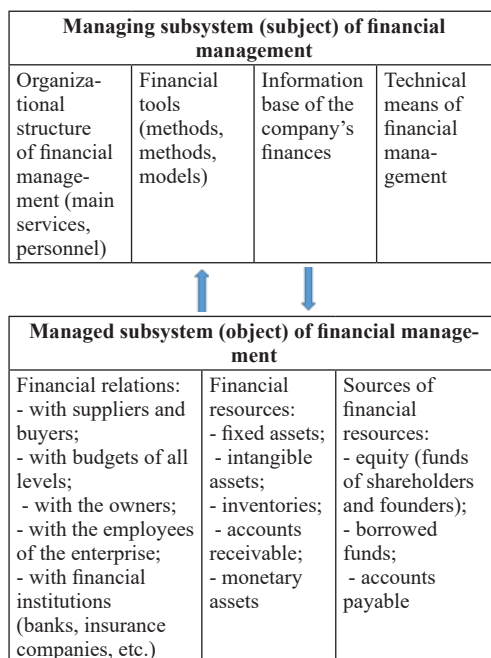 Managing subsystem (subject) of financial
management
Organiza-
tional
structure
of financial
manage-
ment (main
services,
personnel)
Financial
tools
(methods,
methods,
models)
Information
base of the
company's
finances
Technical
means of
financial
mana-
gement
Managed subsystem (object) of financial manage-
ment
Financial relations:
- with suppliers and
buyers;
- with budgets of all
levels;
- with the owners;
- with the employees
of the enterprise;
- with financial
institutions
(banks, insurance
companies, etc.)
Financial
resources:
- fixed assets;
- intangible
assets;
- inventories;
- accounts
receivable;
- monetary
assets
Sources of
financial
resources:
- equity (funds
of shareholders
and founders);
- borrowed
funds;
- accounts
payable